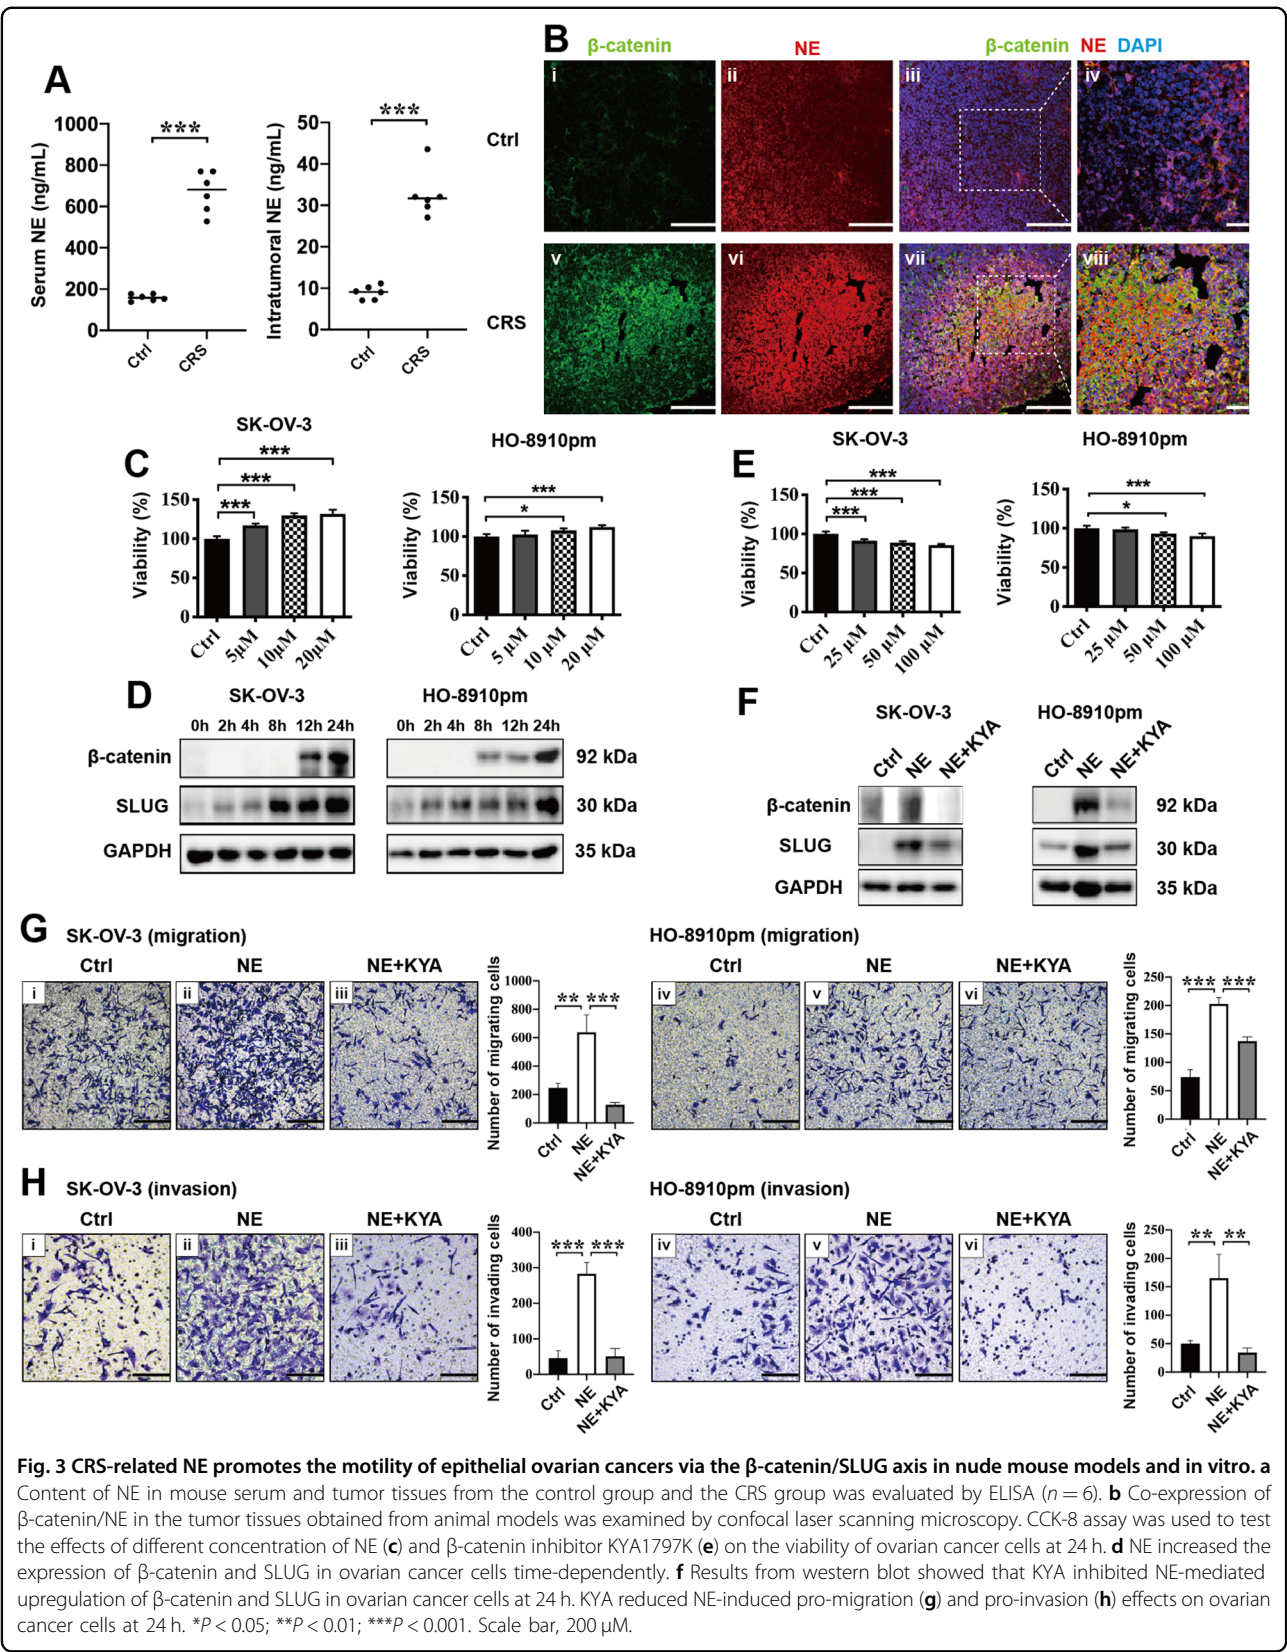 A
Serum NE (ng/mL)
1000
800
600
400
200
0
***
Ctrl
CRS
Intratumoral NE (ng/mL)
50
40
30
20
10
0
***
Ctrl
CRS
B
β-catenin
NE
β-catenin NE DAPI
Ctrl
i
ii
iii
iv
CRS
v
vi
vii
viii
C
SK-OV-3
Viability (%)
150
100
50
0
***
***
***
Ctrl
5μM
10μM
20μM
HO-8910pm
Viability (%)
150
100
50
0
***
*
Ctrl
5 μM
10 μM
20 μM
E
SK-OV-3
Viability (%)
150
100
50
0
***
***
***
Ctrl
25 μM
50 μM
100 μM
HO-8910pm
Viability (%)
150
100
50
0
***
*
Ctrl
25 μM
50 μM
100 μM
D
SK-OV-3
HO-8910pm
0h 2h 4h 8h 12h 24h
0h 2h 4h 8h 12h 24h
β-catenin
92 kDa
SLUG
30 kDa
GAPDH
35 kDa
F
SK-OV-3
HO-8910pm
Ctrl NE NE+KYA
Ctrl NE NE+KYA
β-catenin
92 kDa
SLUG
30 kDa
GAPDH
35 kDa
G
SK-OV-3 (migration)
Ctrl NE NE+KYA
i
ii
iii
Number of migrating cells
1000
800
600
400
200
0
** ***
Ctrl
NE
NE+KYA
HO-8910pm (migration)
Ctrl NE NE+KYA
iv
v
vi
Number of migrating cells
250
200
150
100
50
0
*** ***
Ctrl
NE
NE+KYA
H
SK-OV-3 (invasion)
Ctrl NE NE+KYA
i
ii
iii
Number of invading cells
400
300
200
100
0
*** ***
Ctrl
NE
NE+KYA
HO-8910pm (invasion)
Ctrl NE NE+KYA
iv
v
vi
Number of invading cells
250
200
150
100
50
0
** **
Ctrl
NE
NE+KYA
Fig. 3 CRS-related NE promotes the motility of epithelial ovarian cancers via the β-catenin/SLUG axis in nude mouse models and in vitro. a
Content of NE in mouse serum and tumor tissues from the control group and the CRS group was evaluated by ELISA (n = 6). b Co-expression of
β-catenin/NE in the tumor tissues obtained from animal models was examined by confocal laser scanning microscopy. CCK-8 assay was used to test
the effects of different concentration of NE (c) and β-catenin inhibitor KYA1797K (e) on the viability of ovarian cancer cells at 24 h. d NE increased the
expression of β-catenin and SLUG in ovarian cancer cells time-dependently. f Results from western blot showed that KYA inhibited NE-mediated
upregulation of β-catenin and SLUG in ovarian cancer cells at 24 h. KYA reduced NE-induced pro-migration (g) and pro-invasion (h) effects on ovarian
cancer cells at 24 h. *P < 0.05; **P < 0.01; ***P < 0.001. Scale bar, 200 μM.